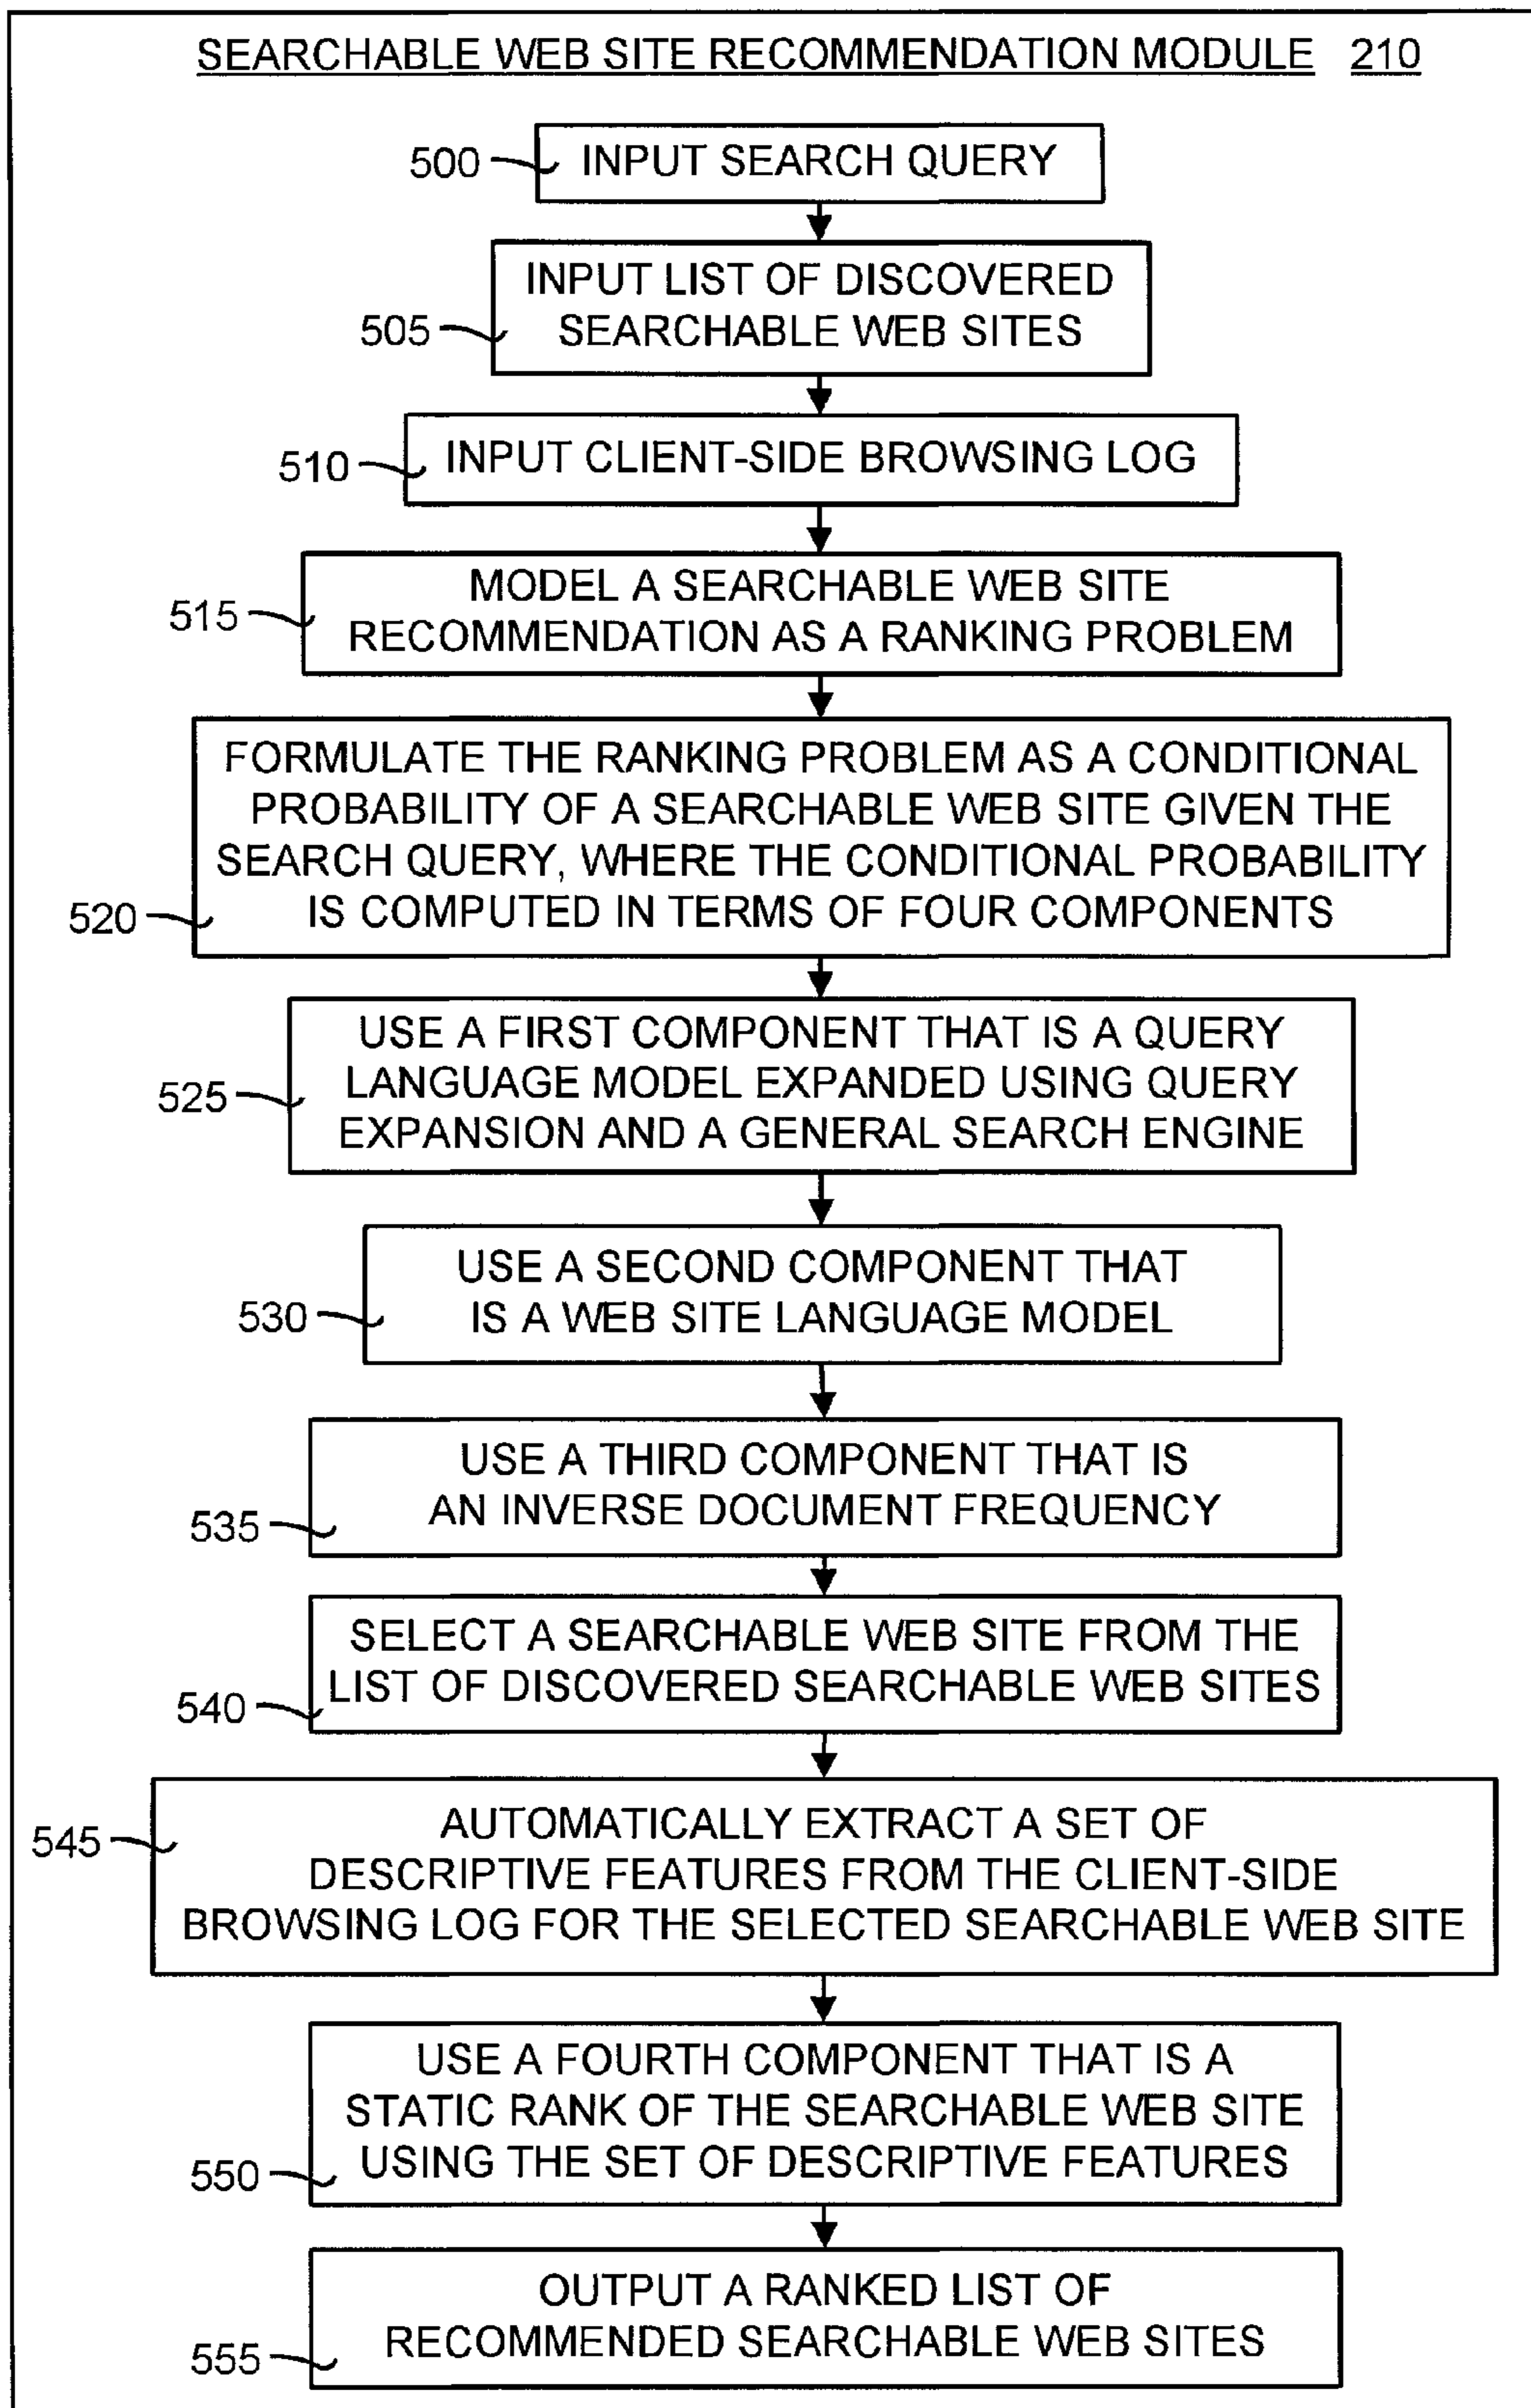 SEARCHABLE WEB SITE RECOMMENDATION MODULE 210
500 INPUT SEARCH QUERY
INPUT LIST OF DISCOVERED
505 SEARCHABLE WEB SITES
510 INPUT CLIENT-SIDE BROWSING LOG
MODEL A SEARCHABLE WEB SITE
515 RECOMMENDATION AS A RANKING PROBLEM
FORMULATE THE RANKING PROBLEM AS A CONDITIONAL
PROBABILITY OF A SEARCHABLE WEB SITE GIVEN THE
SEARCH QUERY, WHERE THE CONDITIONAL PROBABILITY
520 IS COMPUTED IN TERMS OF FOUR COMPONENTS
USE A FIRST COMPONENT THAT IS A QUERY
525 LANGUAGE MODEL EXPANDED USING QUERY
EXPANSION AND A GENERAL SEARCH ENGINE
USE A SECOND COMPONENT THAT
530 IS A WEB SITE LANGUAGE MODEL
USE A THIRD COMPONENT THAT IS
535 AN INVERSE DOCUMENT FREQUENCY
SELECT A SEARCHABLE WEB SITE FROM THE
540 LIST OF DISCOVERED SEARCHABLE WEB SITES
545 AUTOMATICALLY EXTRACT A SET OF
DESCRIPTIVE FEATURES FROM THE CLIENT-SIDE
BROWSING LOG FOR THE SELECTED SEARCHABLE WEB SITE
USE A FOURTH COMPONENT THAT IS A
STATIC RANK OF THE SEARCHABLE WEB SITE
550 USING THE SET OF DESCRIPTIVE FEATURES
OUTPUT A RANKED LIST OF
555 RECOMMENDED SEARCHABLE WEB SITES